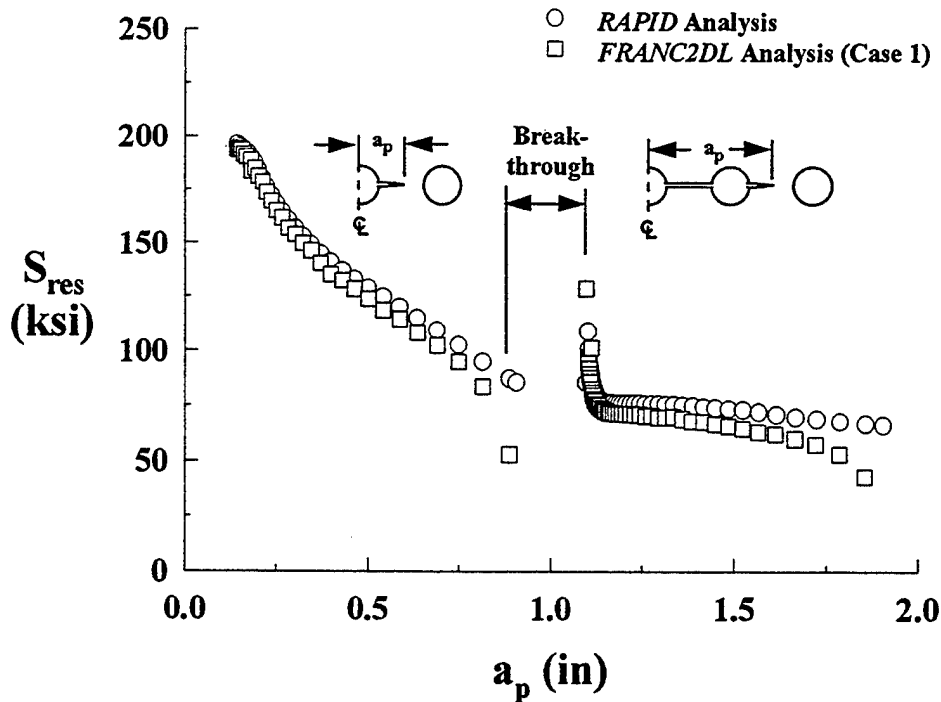 RAPID Analysis
FRANC2DL Analysis (Case 1)
250
200
150
100
50
0
S_res
(ksi)
a_p
Break-
through
a_p
℄
℄
0.0
0.5
1.0
1.5
2.0
a_p (in)